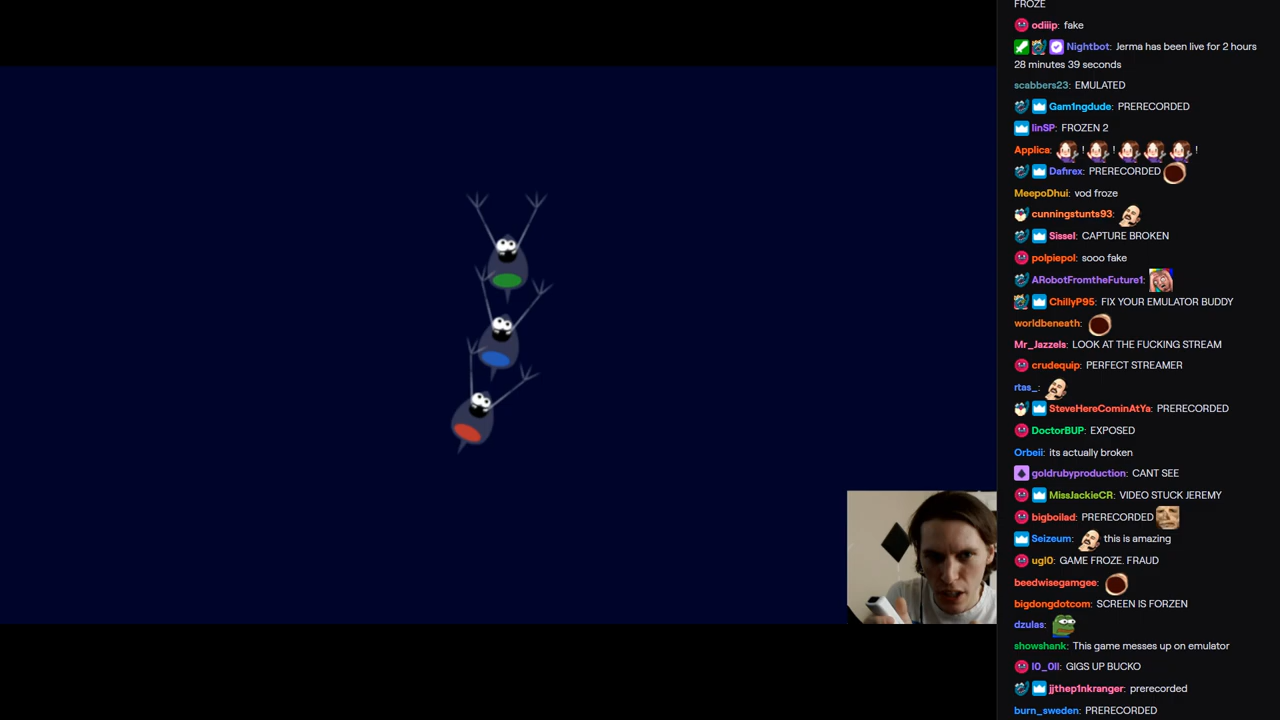 FROZE
odiiip: fake
Nightbot: Jerma has been live for 2 hours
28 minutes 39 seconds
scabbers23: EMULATED
Gam1ngdude: PRERECORDED
linSP: FROZEN 2
Applica: ! ! !
Dafirex: PRERECORDED
MeepoDhui: vod froze
cunningstunts93:
Sissel: CAPTURE BROKEN
polpiepol: sooo fake
ARobotFromtheFuture1:
ChillyP95: FIX YOUR EMULATOR BUDDY
worldbeneath:
Mr_Jazzels: LOOK AT THE FUCKING STREAM
crudequip: PERFECT STREAMER
rtas_:
SteveHereCominAtYa: PRERECORDED
DoctorBUP: EXPOSED
Orbeii: its actually broken
goldrubyproduction: CANT SEE
MissJackieCR: VIDEO STUCK JEREMY
bigboilad: PRERECORDED
Seizeum: this is amazing
ugl0: GAME FROZE. FRAUD
beedwisegamgee:
bigdongdotcom: SCREEN IS FORZEN
dzulas:
showshank: This game messes up on emulator
l0_0ll: GIGS UP BUCKO
jjthep1nkranger: prerecorded
burn_sweden: PRERECORDED